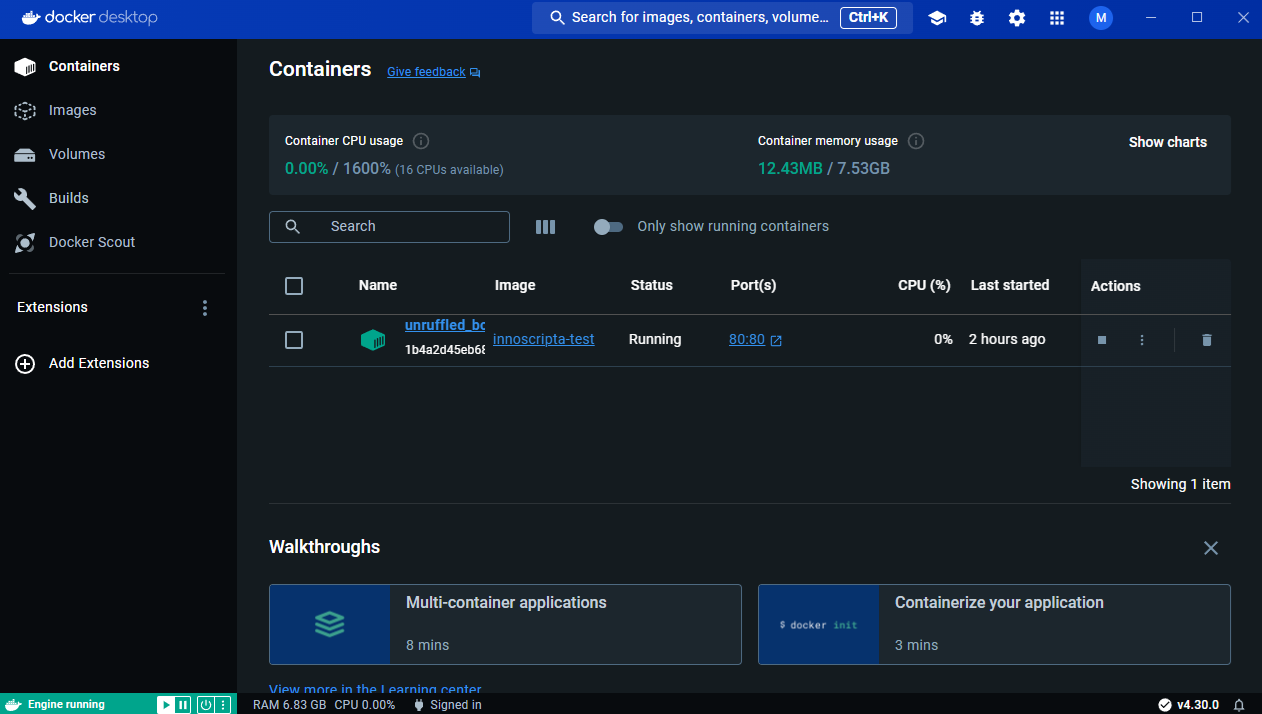 docker desktop
Search for images, containers, volume... Ctrl+K
M
Containers
Images
Volumes
Builds
Docker Scout
Extensions
Add Extensions
Containers Give feedback
Container CPU usage
0.00% / 1600% (16 CPUs available)
Container memory usage
12.43MB / 7.53GB
Show charts
Search
Only show running containers
Name Image Status Port(s) CPU (%) Last started Actions
unruffled_bo
1b4a2d45eb68
innoscripta-test Running 80:80 0% 2 hours ago
Showing 1 item
Walkthroughs
Multi-container applications
8 mins
$ docker init
Containerize your application
3 mins
View more in the Learning center
Engine running
RAM 6.83 GB CPU 0.00% Signed in
v4.30.0